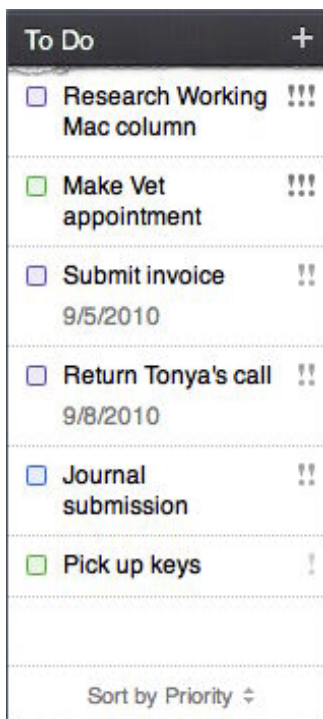 To Do +
Research Working !!!
Mac column
Make Vet !!!
appointment
Submit invoice !!
9/5/2010
Return Tonya's call !!
9/8/2010
Journal !!
submission
Pick up keys !
Sort by Priority